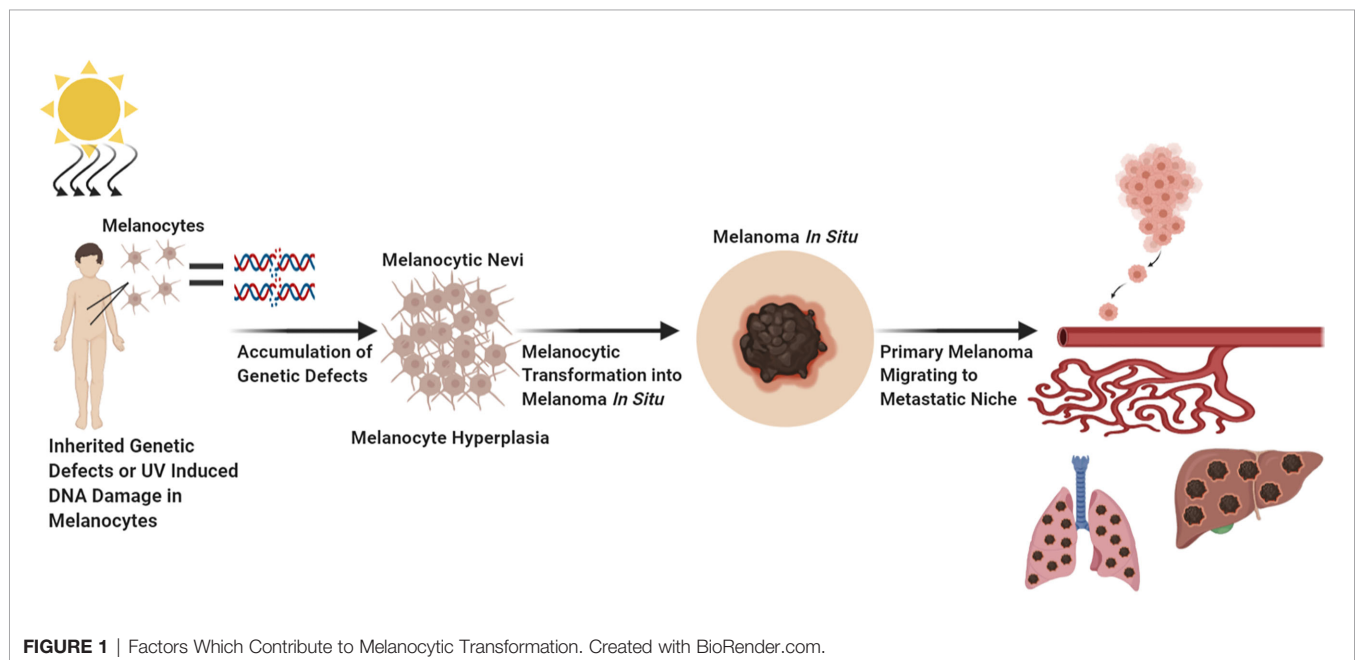 Melanocytes
Inherited Genetic
Defects or UV Induced
DNA Damage in
Melanocytes
Accumulation of
Genetic Defects
Melanocytic Nevi
Melanocyte Hyperplasia
Melanocytic
Transformation into
Melanoma In Situ
Melanoma In Situ
Primary Melanoma
Migrating to
Metastatic Niche
FIGURE 1 | Factors Which Contribute to Melanocytic Transformation. Created with BioRender.com.